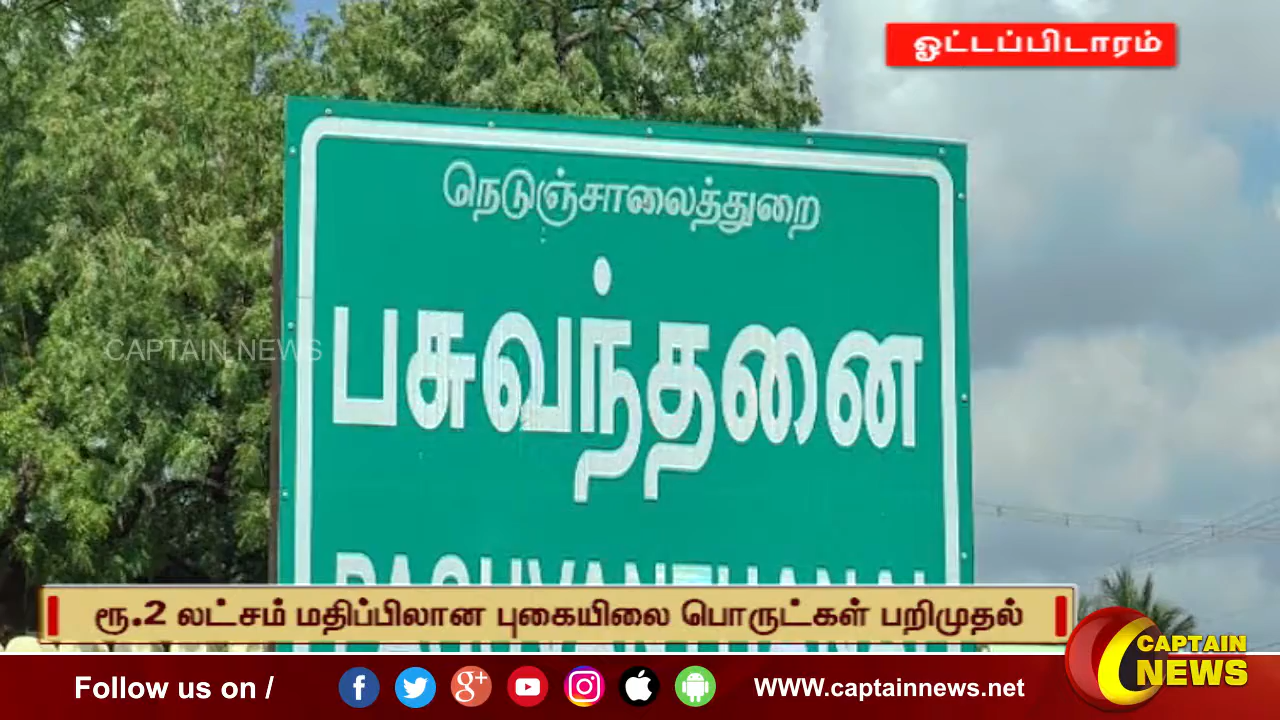 ஓட்டப்பிடாரம்
நெடுஞ்சாலைத்துறை
பசுவந்தனை
CAPTAIN NEWS
ரூ.2 லட்சம் மதிப்பிலான புகையிலை பொருட்கள் பறிமுதல்
CAPTAIN
NEWS
Follow us on / WWW.captainnews.net